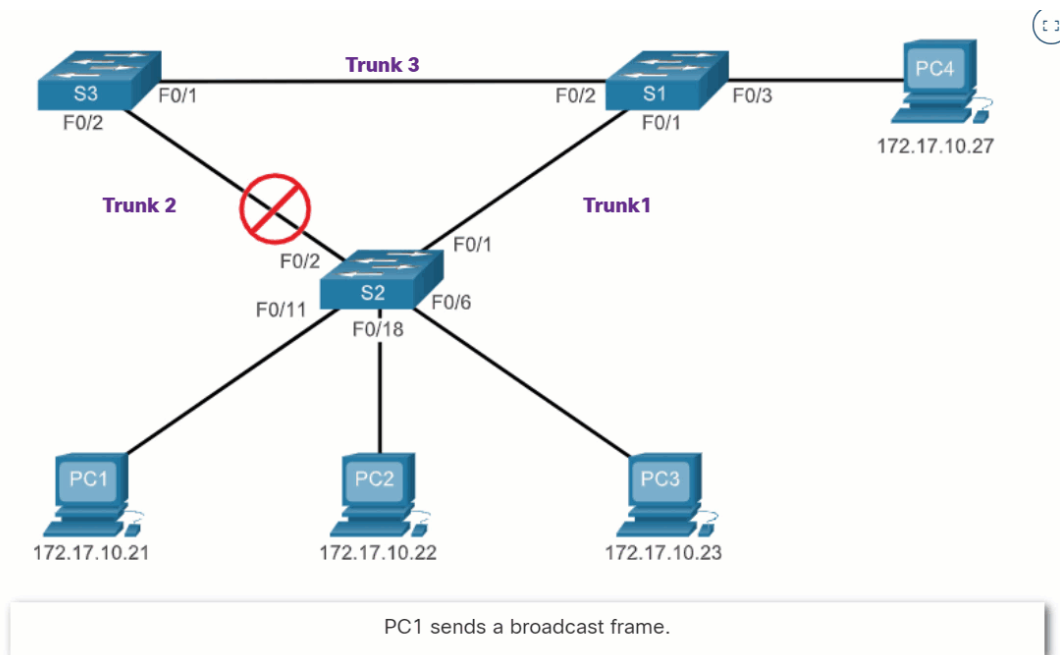 Trunk 3
S3
F0/1
F0/2
S1
F0/3
PC4
F0/2
F0/1
172.17.10.27
Trunk 2
Trunk1
F0/1
F0/2
S2
F0/11
F0/6
F0/18
PC1
PC2
PC3
172.17.10.21
172.17.10.22
172.17.10.23
PC1 sends a broadcast frame.